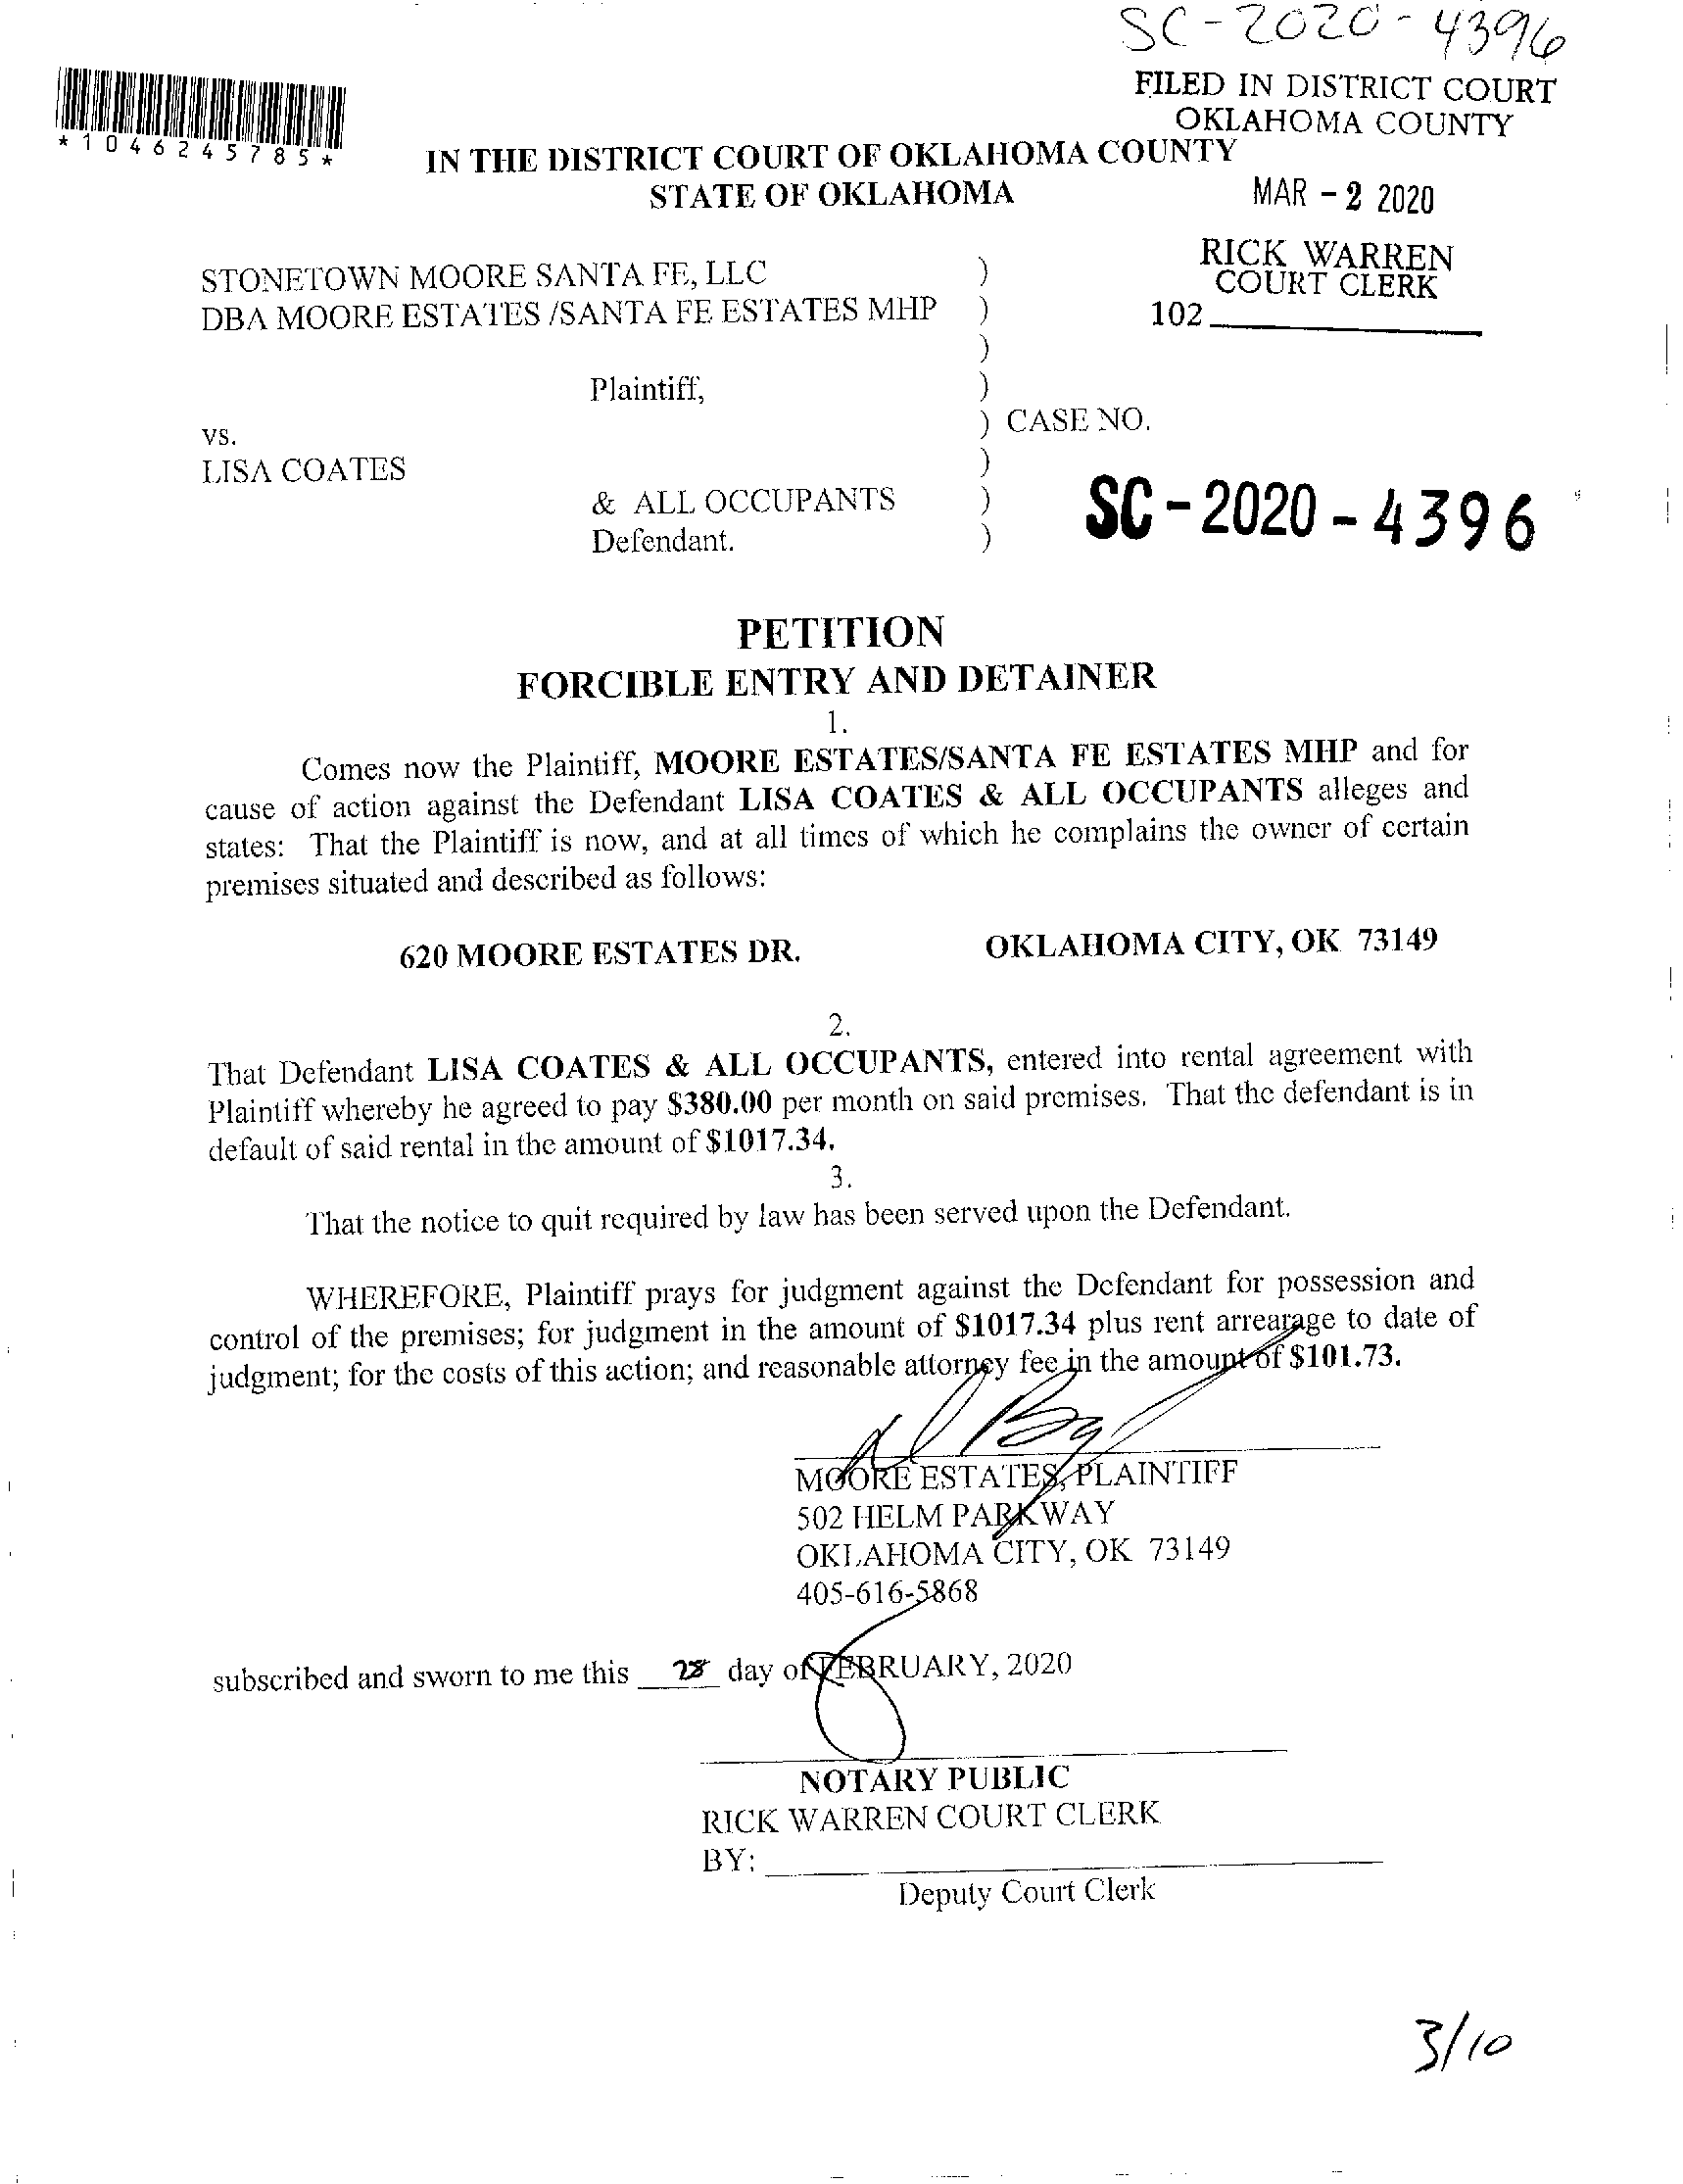 SC-2020-4396
FILED IN DISTRICT COURT
OKLAHOMA COUNTY
*1046245785*
IN THE DISTRICT COURT OF OKLAHOMA COUNTY
STATE OF OKLAHOMA
MAR - 2 2020
RICK WARREN
COURT CLERK
102
STONETOWN MOORE SANTA FE, LLC )
DBA MOORE ESTATES /SANTA FE ESTATES MHP )
)
Plaintiff, )
vs. ) CASE NO.
LISA COATES )
& ALL OCCUPANTS ) SC-2020-4396
Defendant. )
PETITION
FORCIBLE ENTRY AND DETAINER
1.
Comes now the Plaintiff, MOORE ESTATES/SANTA FE ESTATES MHP and for
cause of action against the Defendant LISA COATES & ALL OCCUPANTS alleges and
states: That the Plaintiff is now, and at all times of which he complains the owner of certain
premises situated and described as follows:
620 MOORE ESTATES DR. OKLAHOMA CITY, OK 73149
2.
That Defendant LISA COATES & ALL OCCUPANTS, entered into rental agreement with
Plaintiff whereby he agreed to pay $380.00 per month on said premises. That the defendant is in
default of said rental in the amount of $1017.34.
3.
That the notice to quit required by law has been served upon the Defendant.
WHEREFORE, Plaintiff prays for judgment against the Defendant for possession and
control of the premises; for judgment in the amount of $1017.34 plus rent arrearage to date of
judgment; for the costs of this action; and reasonable attorney fee in the amount of $101.73.
MOORE ESTATES, PLAINTIFF
502 HELM PARKWAY
OKLAHOMA CITY, OK 73149
405-616-5868
subscribed and sworn to me this 28 day of FEBRUARY, 2020
NOTARY PUBLIC
RICK WARREN COURT CLERK
BY:
Deputy Court Clerk
3/10